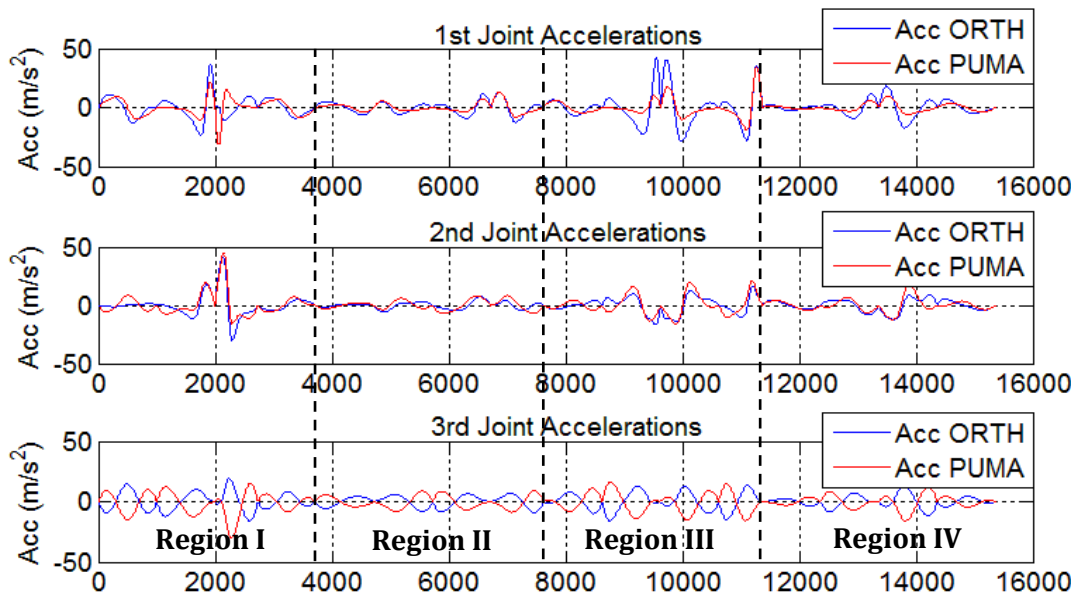 1st Joint Accelerations
Acc ORTH
Acc PUMA
Acc (m/s²)
50
0
-50
0 2000 4000 6000 8000 10000 12000 14000 16000
2nd Joint Accelerations
Acc ORTH
Acc PUMA
Acc (m/s²)
50
0
-50
0 2000 4000 6000 8000 10000 12000 14000 16000
3rd Joint Accelerations
Acc ORTH
Acc PUMA
Acc (m/s²)
50
0
-50
Region I Region II Region III Region IV
0 2000 4000 6000 8000 10000 12000 14000 16000